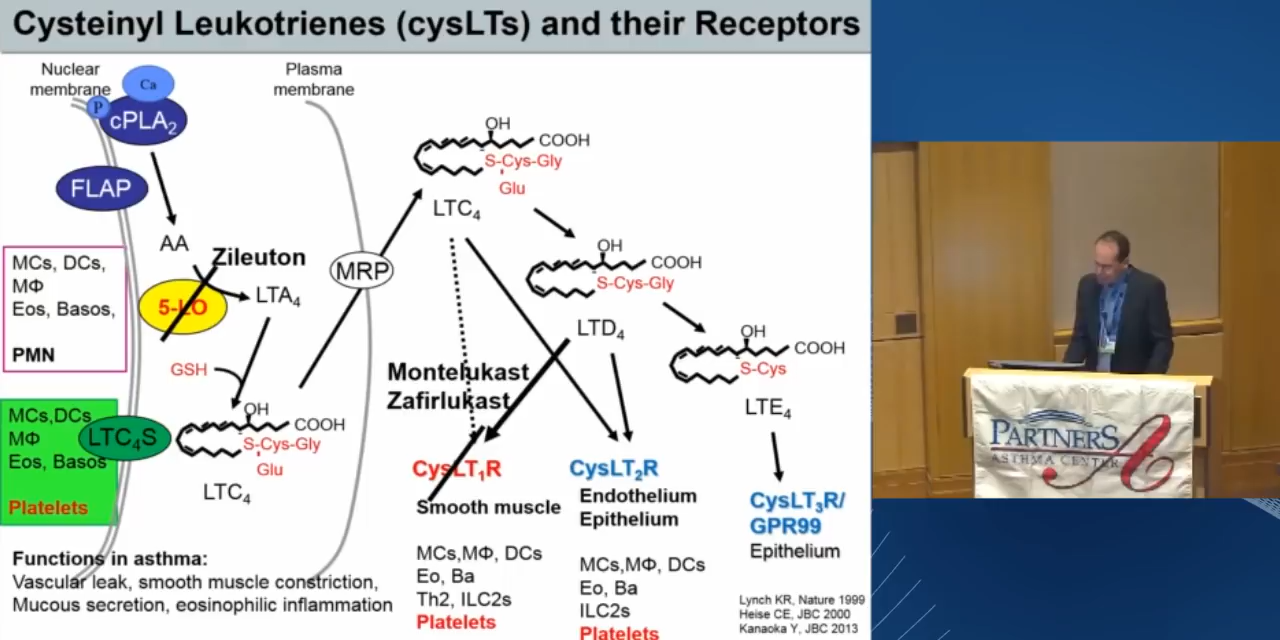 Cysteinyl Leukotrienes (cysLTs) and their Receptors
Nuclear
membrane
Plasma
membrane
Ca
P
cPLA2
FLAP
AA
Zileuton
5-LO
LTA4
MCs, DCs,
MΦ
Eos, Basos,
PMN
GSH
MCs,DCs
MΦ
Eos, Basos
Platelets
LTC4S
OH
COOH
S-Cys-Gly
Glu
LTC4
MRP
OH
COOH
S-Cys-Gly
Glu
LTC4
OH
COOH
S-Cys-Gly
LTD4
OH
COOH
S-Cys
LTE4
Montelukast
Zafirlukast
CysLT1R
Smooth muscle
MCs,MΦ, DCs
Eo, Ba
Th2, ILC2s
Platelets
CysLT2R
Endothelium
Epithelium
MCs,MΦ, DCs
Eo, Ba
ILC2s
Platelets
CysLT3R/
GPR99
Epithelium
Functions in asthma:
Vascular leak, smooth muscle constriction,
Mucous secretion, eosinophilic inflammation
Lynch KR, Nature 1999
Heise CE, JBC 2000
Kanaoka Y, JBC 2013
PARTNERS
ASTHMA CENTER